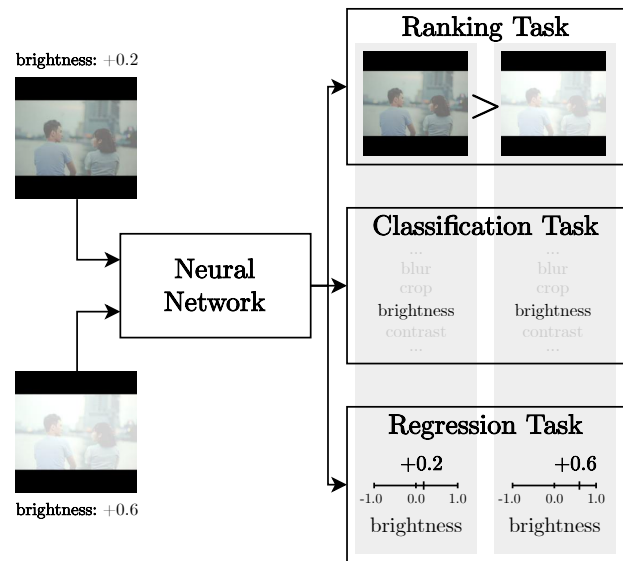 brightness: +0.2
Neural
Network
brightness: +0.6
Ranking Task
>
Classification Task
... ...
blur blur
crop crop
brightness brightness
contrast contrast
... ...
Regression Task
+0.2 +0.6
-1.0 0.0 1.0 -1.0 0.0 1.0
brightness brightness